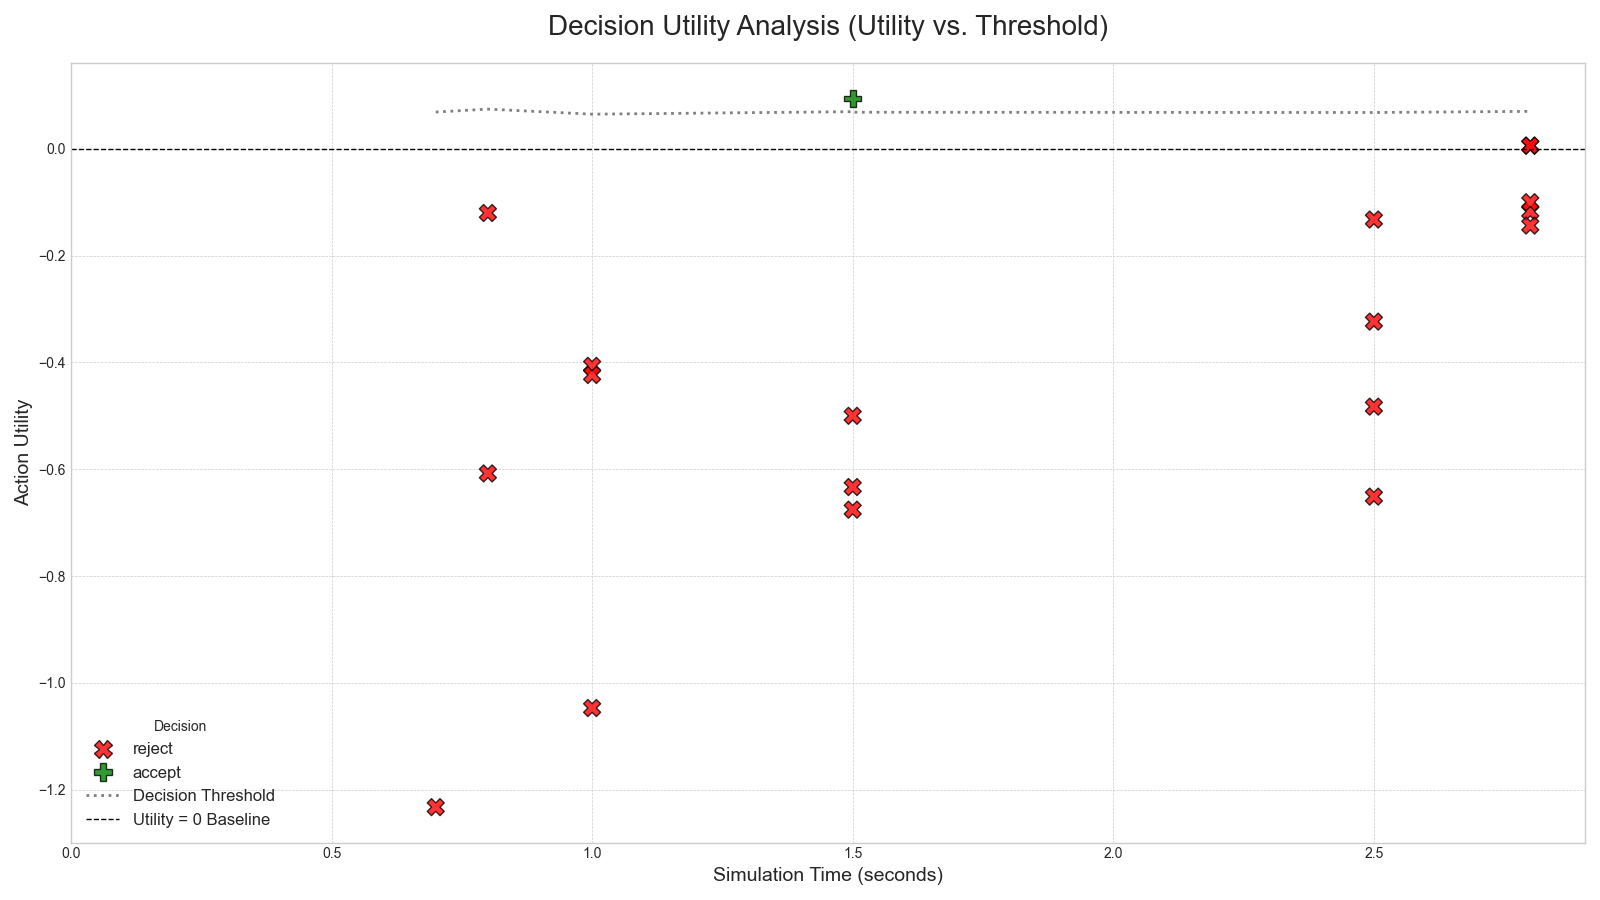 Decision Utility Analysis (Utility vs. Threshold)
Action Utility
0.0
−0.2
−0.4
−0.6
−0.8
−1.0
−1.2
Decision
reject
accept
Decision Threshold
Utility = 0 Baseline
0.0 0.5 1.0 1.5 2.0 2.5
Simulation Time (seconds)